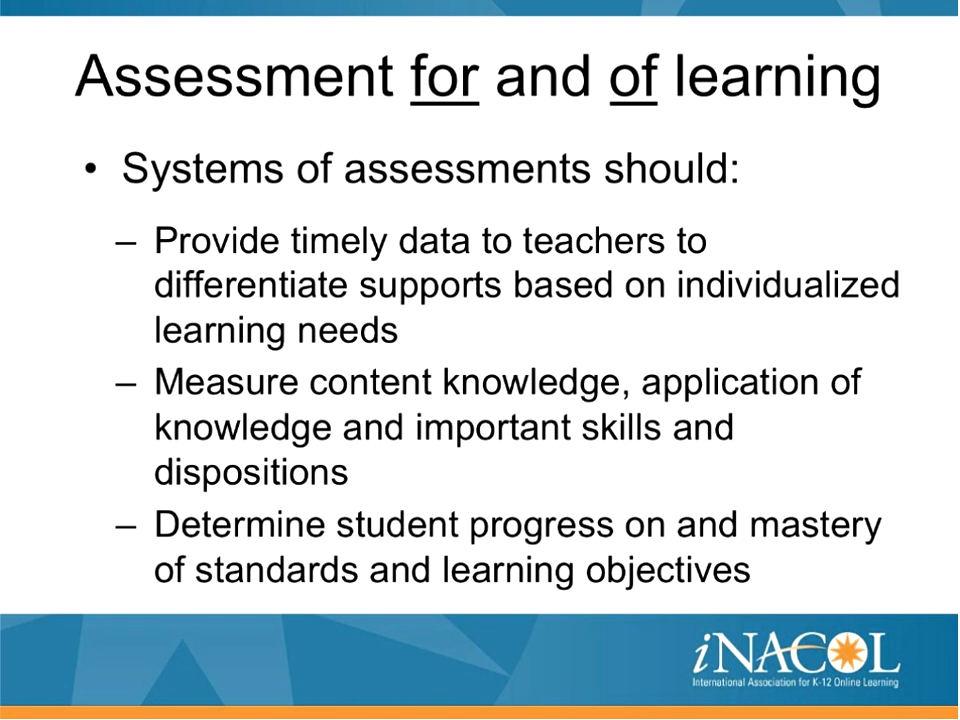 Assessment for and of learning
• Systems of assessments should:
– Provide timely data to teachers to
differentiate supports based on individualized
learning needs
– Measure content knowledge, application of
knowledge and important skills and
dispositions
– Determine student progress on and mastery
of standards and learning objectives
iNACOL
International Association for K-12 Online Learning